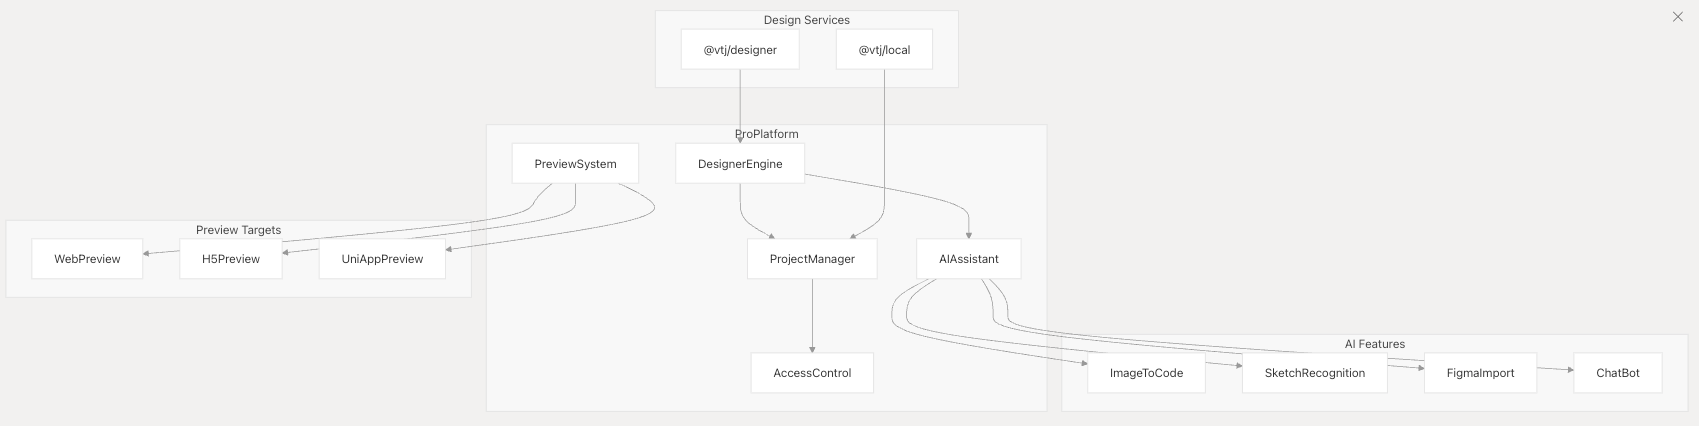 Design Services
@vtj/designer
@vtj/local
ProPlatform
PreviewSystem
DesignerEngine
Preview Targets
WebPreview
H5Preview
UniAppPreview
ProjectManager
AIAssistant
AI Features
AccessControl
ImageToCode
SketchRecognition
FigmaImport
ChatBot